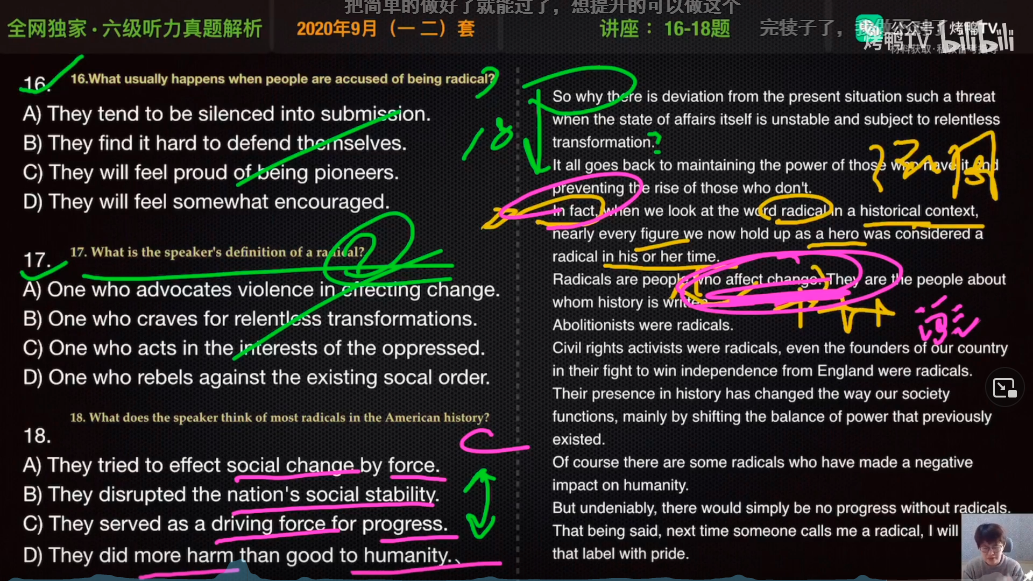 把简单的做好了就能过了，想提升的可以做这个
全网独家·六级听力真题解析
2020年9月（一 二）套
讲座： 16-18题
完犊子了，我
公众号
烤鸭TV
bilibili
16.
16.What usually happens when people are accused of being radical?
A) They tend to be silenced into submission.
B) They find it hard to defend themselves.
C) They will feel proud of being pioneers.
D) They will feel somewhat encouraged.
17.
17. What is the speaker's definition of a radical?
A) One who advocates violence in effecting change.
B) One who craves for relentless transformations.
C) One who acts in the interests of the oppressed.
D) One who rebels against the existing socal order.
18. What does the speaker think of most radicals in the American history?
18.
A) They tried to effect social change by force.
B) They disrupted the nation's social stability.
C) They served as a driving force for progress.
D) They did more harm than good to humanity.
18
C
So why there is deviation from the present situation such a threat
when the state of affairs itself is unstable and subject to relentless
transformation.
It all goes back to maintaining the power of those who have it and
preventing the rise of those who don't.
In fact, when we look at the word radical in a historical context,
nearly every figure we now hold up as a hero was considered a
radical in his or her time.
Radicals are people who affect change. They are the people about
whom history is written.
Abolitionists were radicals.
Civil rights activists were radicals, even the founders of our country
in their fight to win independence from England were radicals.
Their presence in history has changed the way our society
functions, mainly by shifting the balance of power that previously
existed.
Of course there are some radicals who have made a negative
impact on humanity.
But undeniably, there would simply be no progress without radicals.
That being said, next time someone calls me a radical, I will
that label with pride.